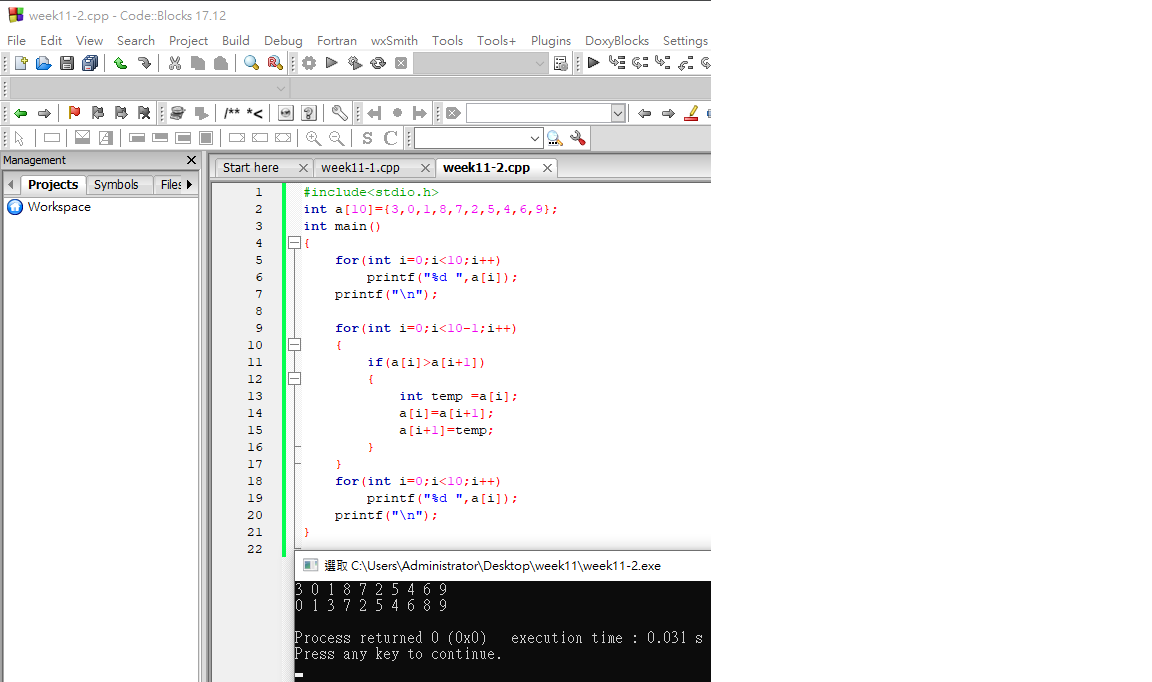 week11-2.cpp - Code::Blocks 17.12
File Edit View Search Project Build Debug Fortran wxSmith Tools Tools+ Plugins DoxyBlocks Settings
/** *<
S C
Management
Start here week11-1.cpp week11-2.cpp
Projects Symbols Files
Workspace
1 #include<stdio.h>
2 int a[10]={3,0,1,8,7,2,5,4,6,9};
3 int main()
4 {
5     for(int i=0;i<10;i++)
6         printf("%d ",a[i]);
7     printf("\n");
8
9     for(int i=0;i<10-1;i++)
10     {
11         if(a[i]>a[i+1])
12         {
13             int temp =a[i];
14             a[i]=a[i+1];
15             a[i+1]=temp;
16         }
17     }
18     for(int i=0;i<10;i++)
19         printf("%d ",a[i]);
20     printf("\n");
21 }
22
選取 C:\Users\Administrator\Desktop\week11\week11-2.exe
3 0 1 8 7 2 5 4 6 9
0 1 3 7 2 5 4 6 8 9
Process returned 0 (0x0)   execution time : 0.031 s
Press any key to continue.